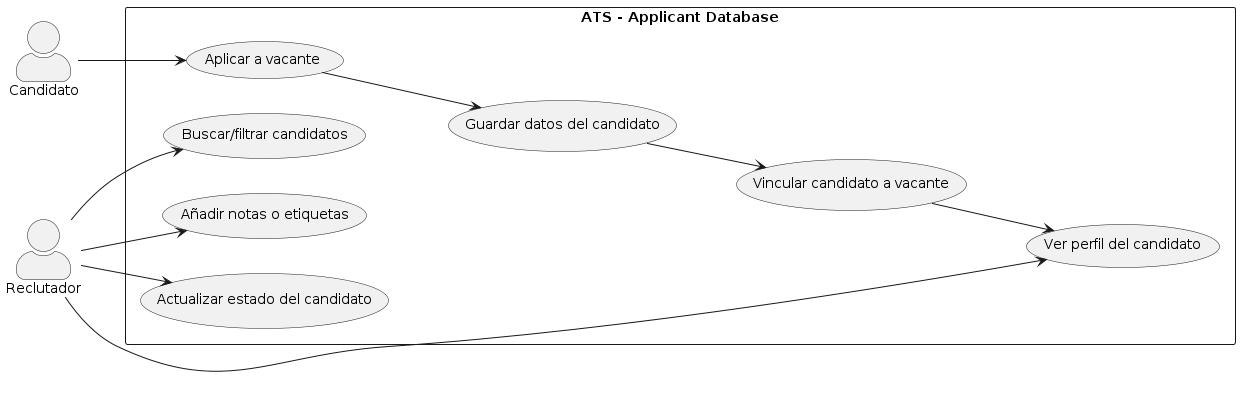 ATS - Applicant Database
Aplicar a vacante
Candidato
Guardar datos del candidato
Buscar/filtrar candidatos
Vincular candidato a vacante
Añadir notas o etiquetas
Ver perfil del candidato
Reclutador
Actualizar estado del candidato